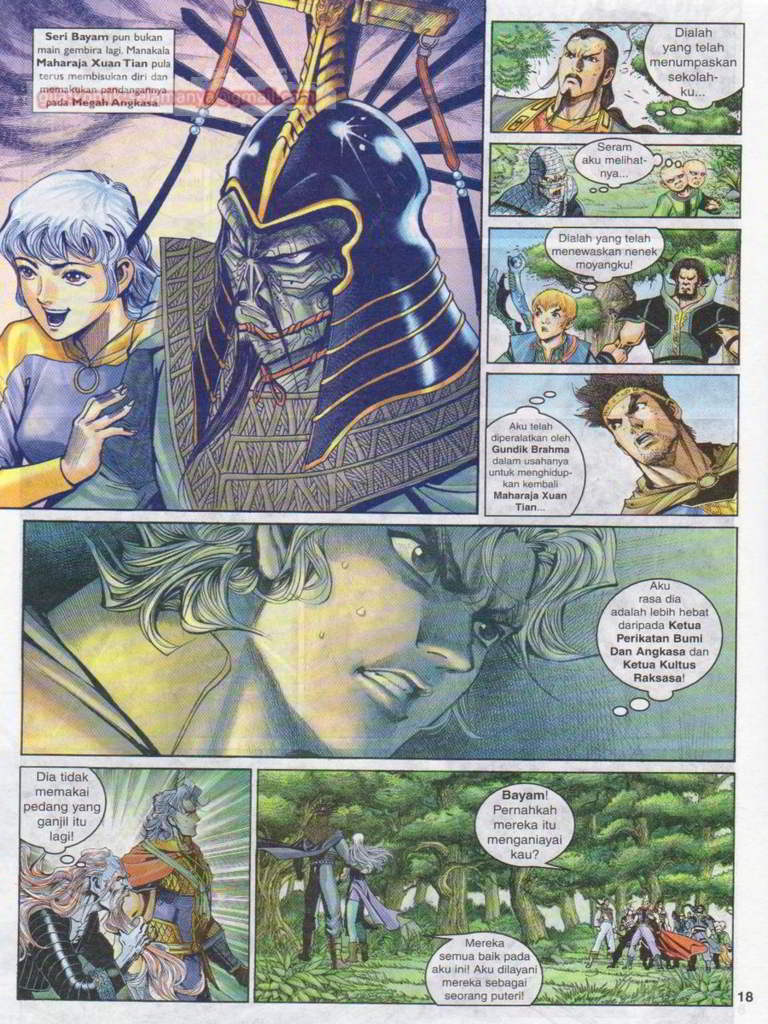 Seri Bayam pun bukan
main gembira lagi. Manakala
Maharaja Xuan Tian pula
terus membisukan diri dan
memakukan pandangannya
pada Megah Angkasa
Dialah
yang telah
menumpaskan
sekolah-
ku...
Seram
aku melihat-
nya...
Dialah yang telah
menewaskan nenek
moyangku!
Aku telah
diperalatkan oleh
Gundik Brahma
dalam usahanya
untuk menghidup-
kan kembali
Maharaja Xuan
Tian...
Aku
rasa dia
adalah lebih hebat
daripada Ketua
Perikatan Bumi
Dan Angkasa dan
Ketua Kultus
Raksasa!
Dia tidak
memakai
pedang yang
ganjil itu
lagi!
Bayam!
Pernahkah
mereka itu
menganiayai
kau?
Mereka
semua baik pada
aku ini! Aku dilayani
mereka sebagai
seorang puteri!
18